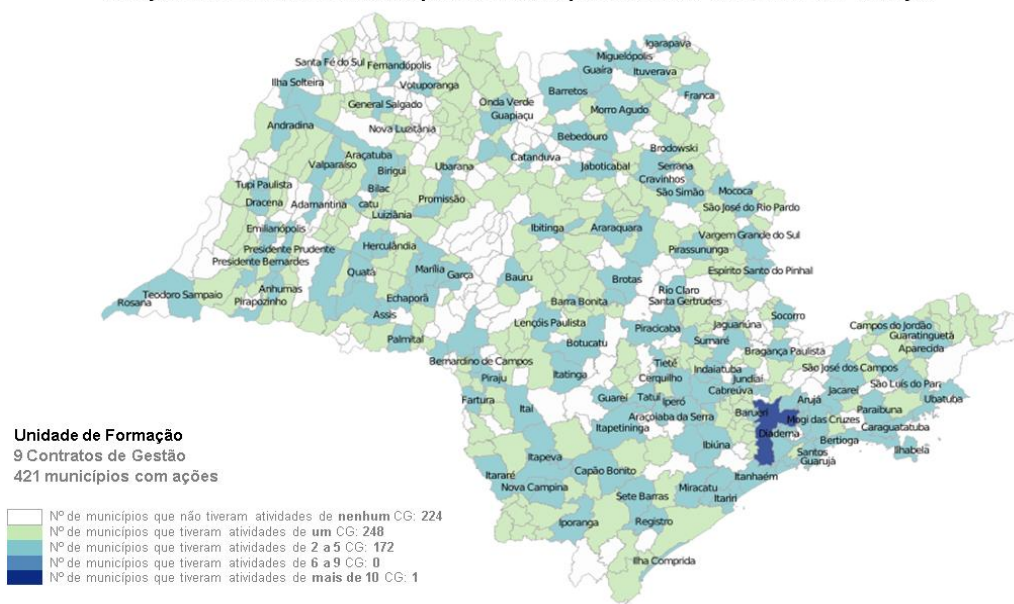 Igarapava
Miguelópolis
Santa Fé do Sul Fernandópolis
Guaíra Ituverava
Ilha Solteira
Votuporanga
Barretos
Franca
General Salgado
Onda Verde
Morro Agudo
Guapiaçu
Andradina
Nova Luzitânia
Bebedouro
Brodowski
Araçatuba
Catanduva
Valparaíso
Birigui
Ubarana
Jaboticabal
Serrana
Cravinhos
Tupi Paulista
Bilac
São Simão
Mococa
Dracena
Adamantina
catu
Promissão
São José do Rio Pardo
Luiziânia
Emilianópolis
Ibitinga
Araraquara
Vargem Grande do Sul
Presidente Prudente
Herculândia
Pirassununga
Presidente Bernardes
Quatá
Marília
Garça
Bauru
Brotas
Espírito Santo do Pinhal
Teodoro Sampaio
Anhumas
Rio Claro
Rosana
Pirapozinho
Echaporã
Barra Bonita
Santa Gertrudes
Assis
Lençóis Paulista
Piracicaba
Jaguariúna
Socorro
Campos do Jordão
Palmital
Botucatu
Sumaré
Guaratinguetá
Bragança Paulista
Aparecida
Bernardino de Campos
Tietê
Indaiatuba
São José dos Campos
Piraju
Itatinga
Cerquilho
Jundiaí
São Luís do Par
Cabreúva
Jacareí
Fartura
Guareí
Tatuí
Iperó
Arujá
Ubatuba
Itaí
Araçoiaba da Serra
Barueri
Mogi das Cruzes
Paraibuna
Itapetininga
Diadema
Caraguatatuba
Ibiúna
Bertioga
Ilhabela
Itapeva
Santos
Guarujá
Itararé
Capão Bonito
Itanhaém
Nova Campina
Sete Barras
Miracatu
Itariri
Iporanga
Registro
Ilha Comprida
Unidade de Formação
9 Contratos de Gestão
421 municípios com ações
Nº de municípios que não tiveram atividades de nenhum CG: 224
Nº de municípios que tiveram atividades de um CG: 248
Nº de municípios que tiveram atividades de 2 a 5 CG: 172
Nº de municípios que tiveram atividades de 6 a 9 CG: 0
Nº de municípios que tiveram atividades de mais de 10 CG: 1